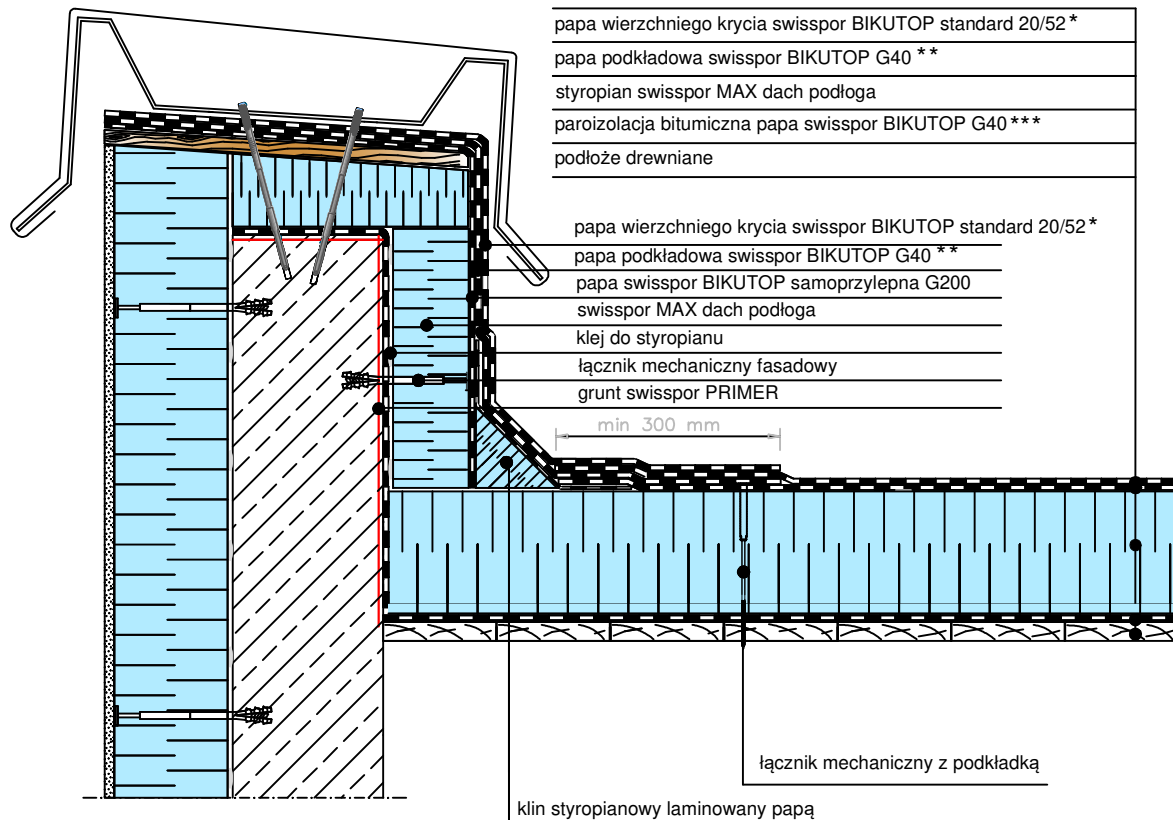 papa wierzchniego krycia swisspor BIKUTOP standard 20/52*
papa podkładowa swisspor BIKUTOP G40 **
styropian swisspor MAX dach podłoga
paroizolacja bitumiczna papa swisspor BIKUTOP G40***
podłoże drewniane
papa wierzchniego krycia swisspor BIKUTOP standard 20/52*
papa podkładowa swisspor BIKUTOP G40 **
papa swisspor BIKUTOP samoprzylepna G200
swisspor MAX dach podłoga
klej do styropianu
łącznik mechaniczny fasadowy
grunt swisspor PRIMER
min 300 mm
łącznik mechaniczny z podkładką
klin styropianowy laminowany papą